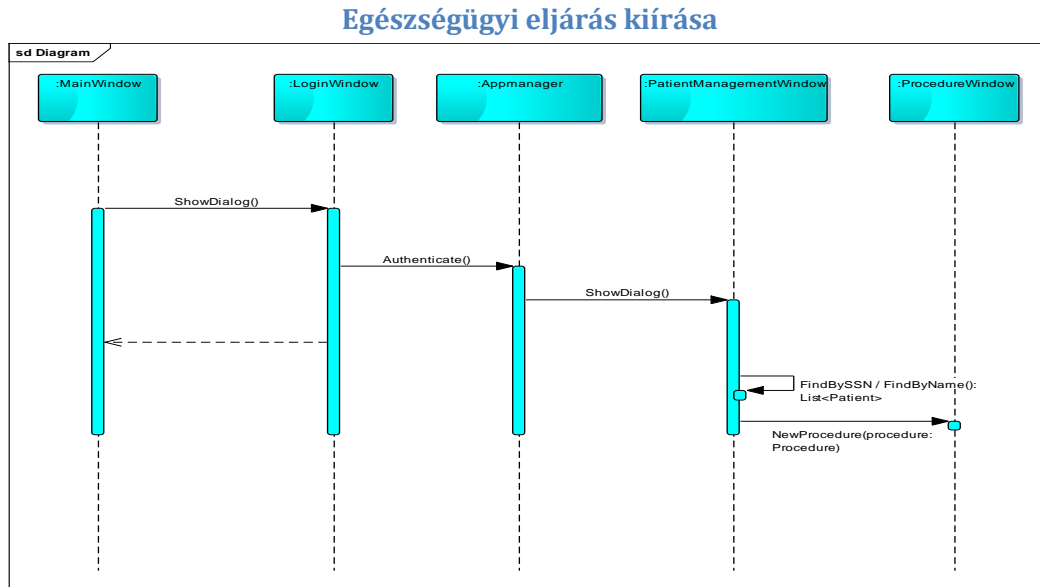 Egészségügyi eljárás kiírása
sd Diagram
:MainWindow
:LoginWindow
:Appmanager
:PatientManagementWindow
:ProcedureWindow
ShowDialog()
Authenticate()
ShowDialog()
FindBySSN / FindByName():
List<Patient>
NewProcedure(procedure:
Procedure)